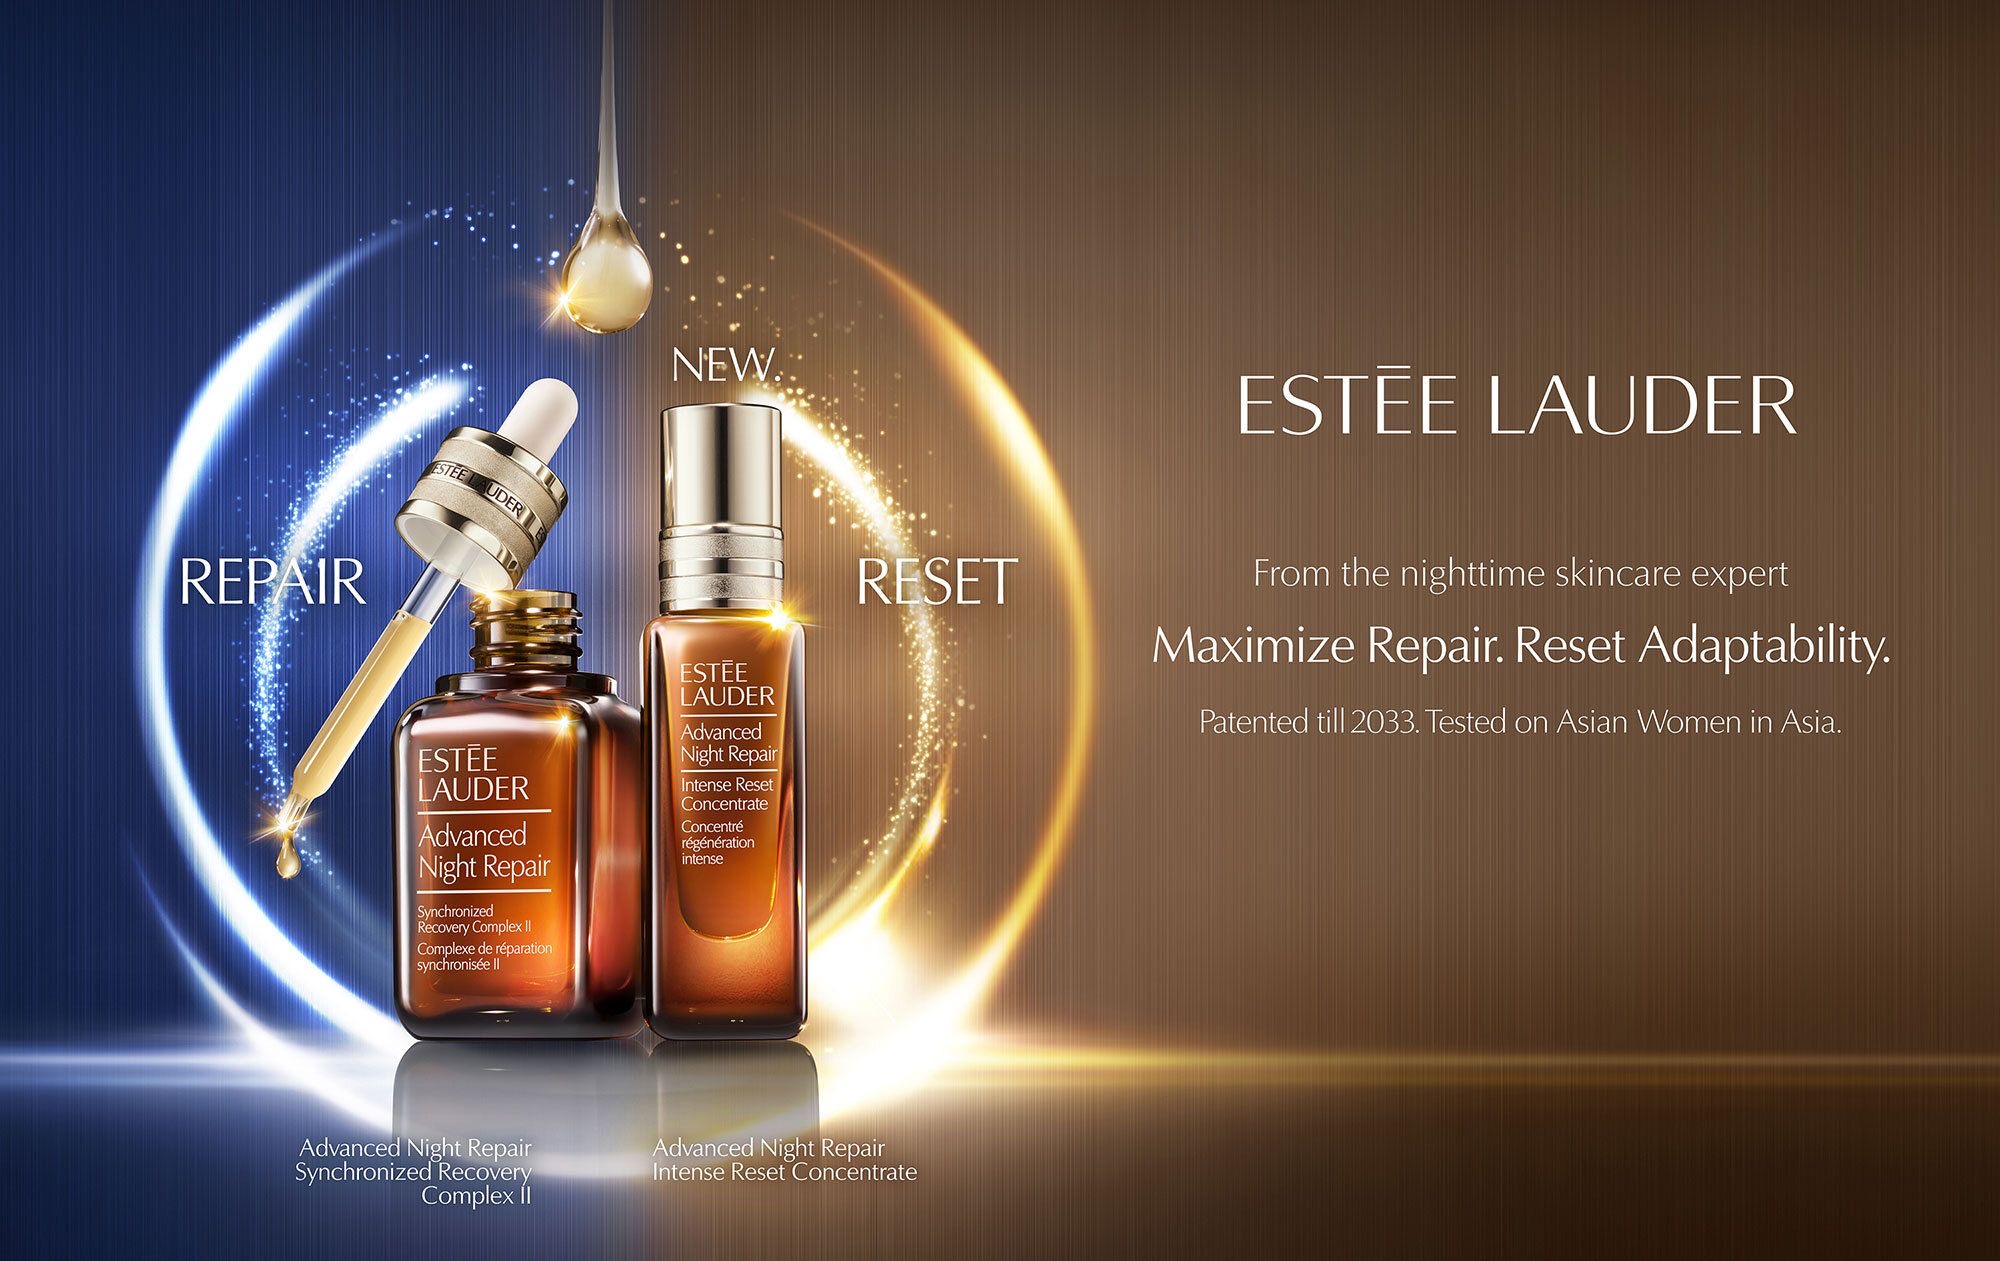 NEW.
REPAIR
RESET
ESTÉE LAUDER
ESTĒE
LAUDER
Advanced
Night Repair
Synchronized
Recovery Complex II
Complexe de réparation
synchronisée II
ESTĒE
LAUDER
Advanced
Night Repair
Intense Reset
Concentrate
Concentré
régénération
intense
Advanced Night Repair
Synchronized Recovery
Complex II
Advanced Night Repair
Intense Reset Concentrate
ESTĒE LAUDER
From the nighttime skincare expert
Maximize Repair. Reset Adaptability.
Patented till 2033. Tested on Asian Women in Asia.